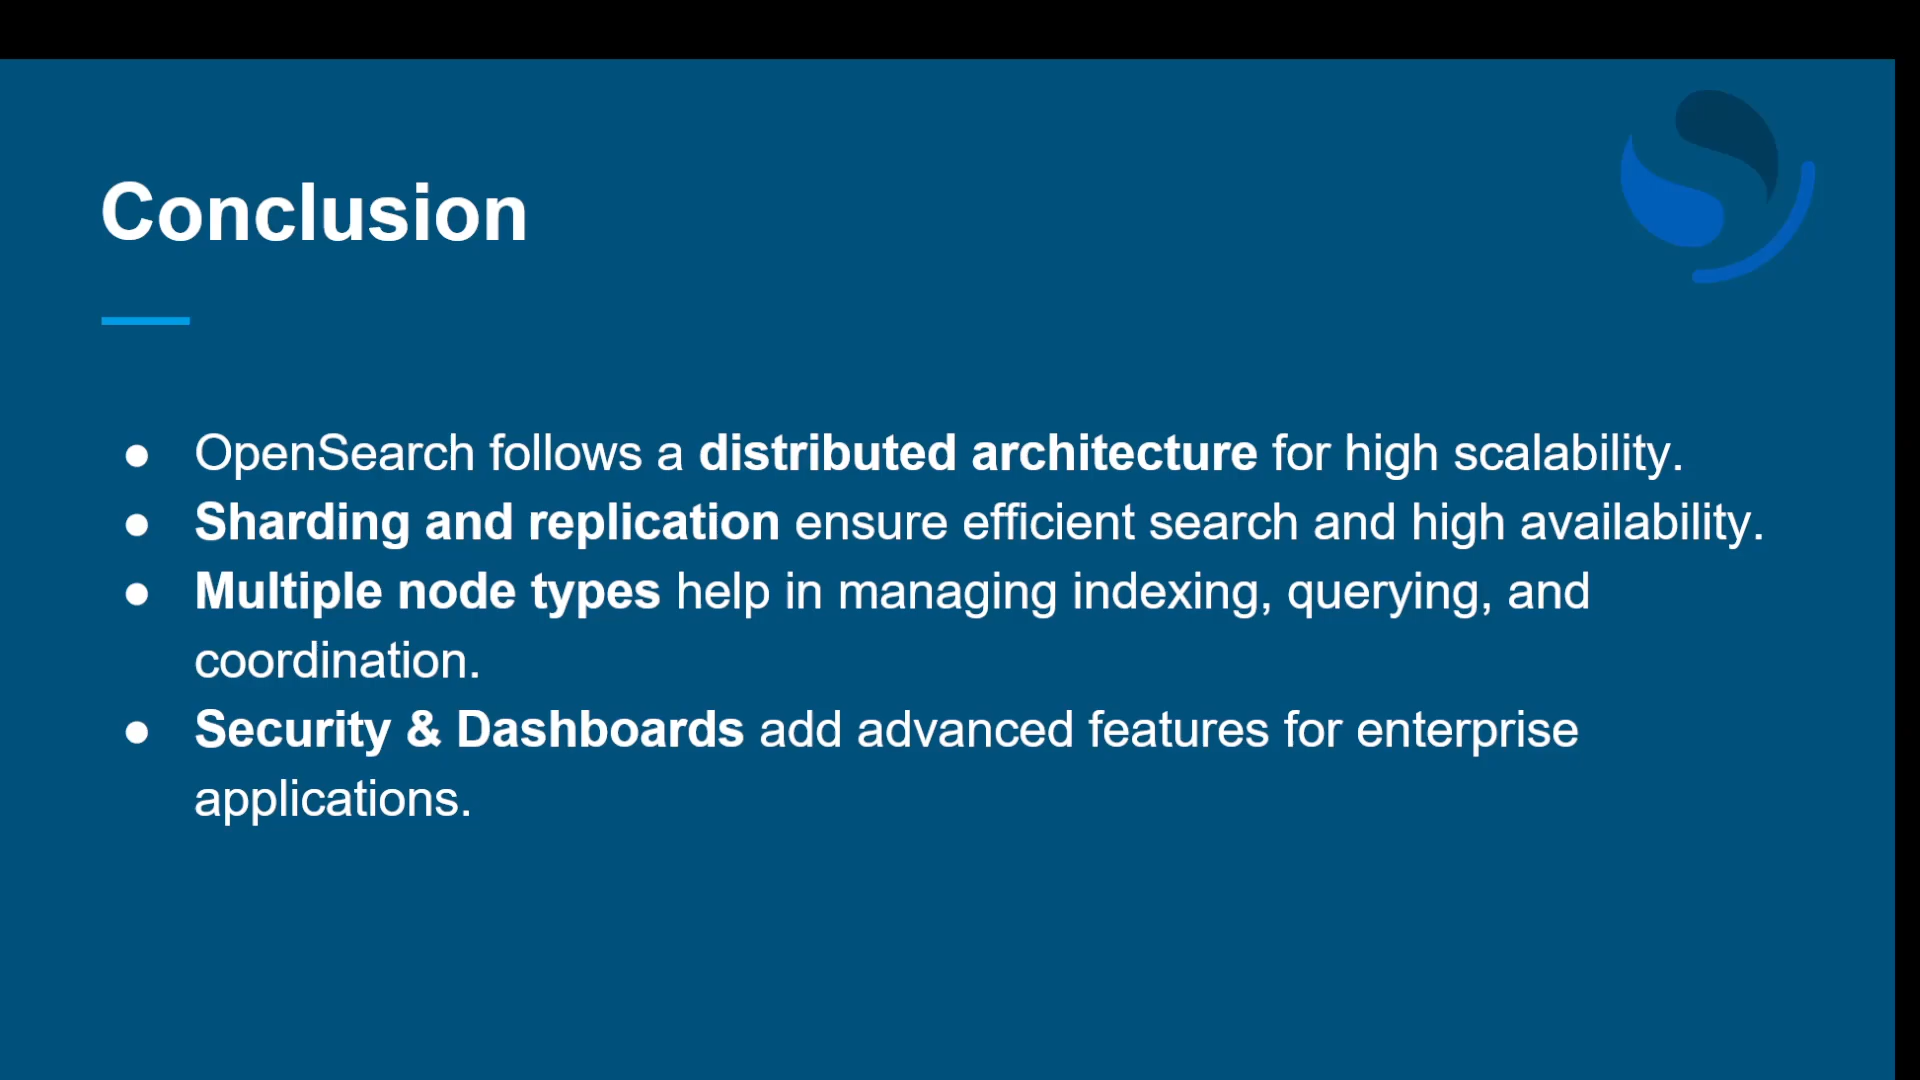 Conclusion
● OpenSearch follows a distributed architecture for high scalability.
● Sharding and replication ensure efficient search and high availability.
● Multiple node types help in managing indexing, querying, and
coordination.
● Security & Dashboards add advanced features for enterprise
applications.